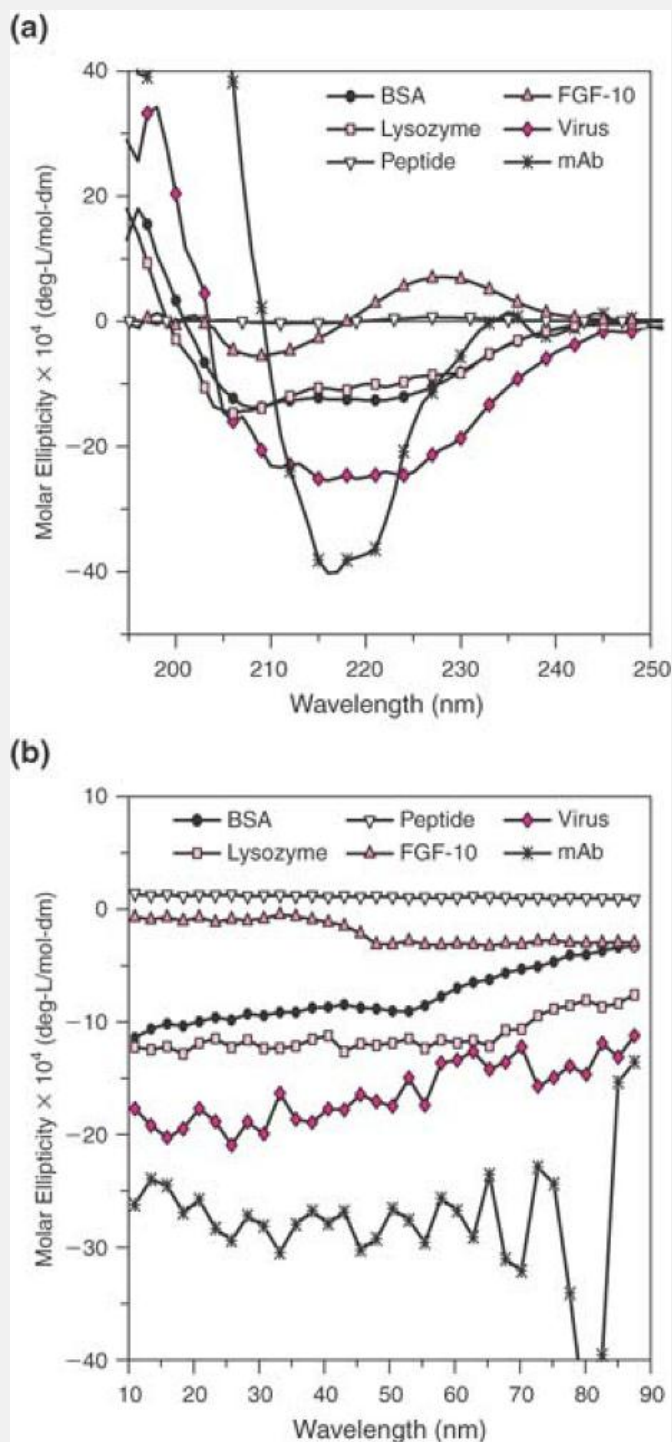 (a)
Molar Ellipticity × 10⁴ (deg-L/mol-dm)
40
20
0
−20
−40
BSA
FGF-10
Lysozyme
Virus
Peptide
mAb
200
210
220
230
240
250
Wavelength (nm)
(b)
Molar Ellipticity × 10⁴ (deg-L/mol-dm)
10
0
−10
−20
−30
−40
BSA
Peptide
Virus
Lysozyme
FGF-10
mAb
10
20
30
40
50
60
70
80
90
Wavelength (nm)